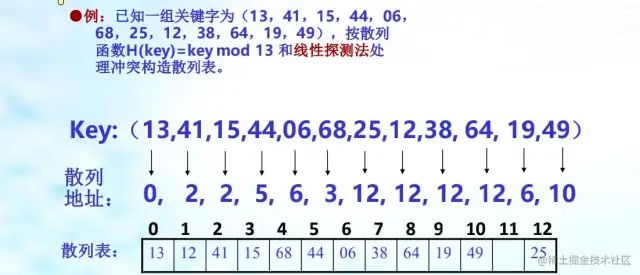 ●例：已知一组关键字为（13，41，15，44，06，
68，25，12，38，64，19，49），按散列
函数H(key)=key mod 13 和线性探测法处
理冲突构造散列表。
Key:（13,41,15,44,06,68,25,12,38, 64, 19,49）
散列
地址： 0, 2, 2, 5, 6, 3, 12, 12, 12, 12, 6, 10
0 1 2 3 4 5 6 7 8 9 10 11 12
散列表： 13 12 41 15 68 44 06 38 64 19 49 25
@稀土掘金技术社区